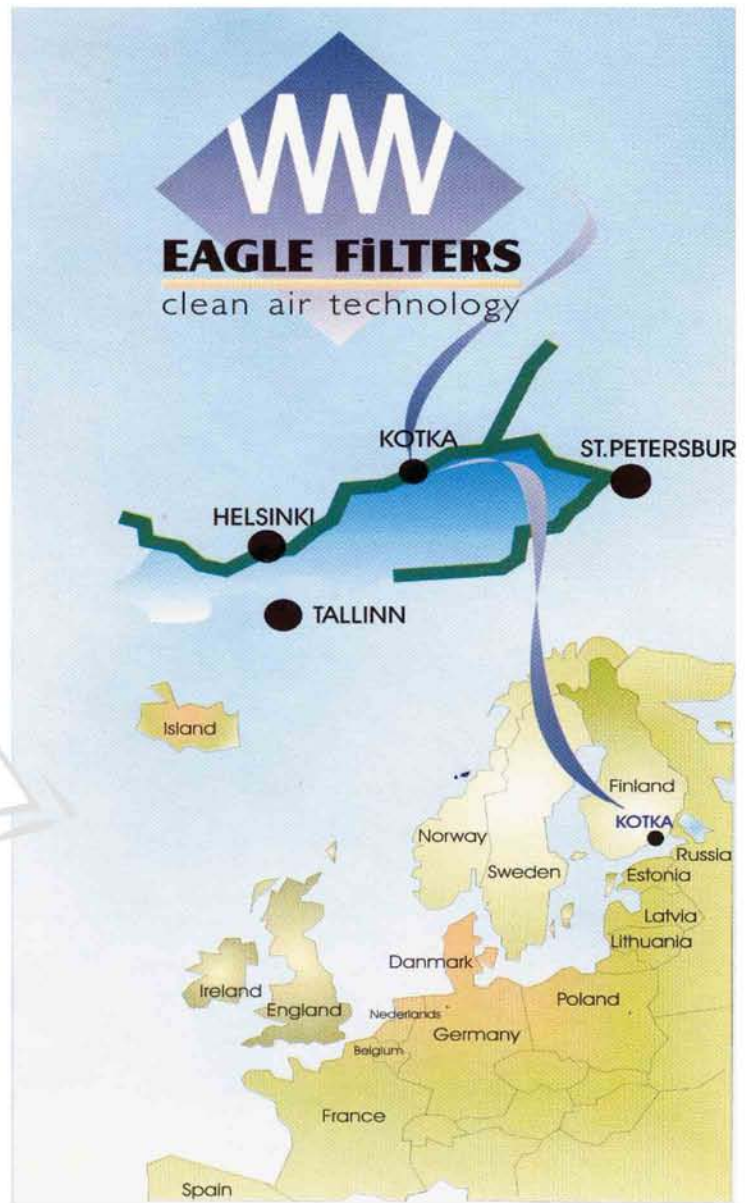 EAGLE FiLTERS
clean air technology
KOTKA
ST.PETERSBUR
HELSINKI
TALLINN
Island
Finland
KOTKA
Norway
Russia
Sweden
Estonia
Latvia
Lithuania
Danmark
Ireland
England
Nederlands
Poland
Germany
Belgium
France
Spain